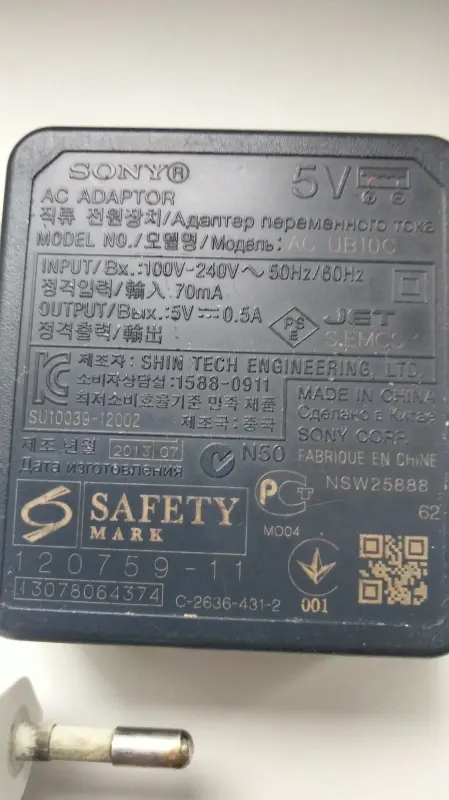 SONY®
5V
AC ADAPTOR
직류 전원장치/Адаптер переменного тока
MODEL NO./모델명/Модель: AC UB10C
INPUT/Вх.:100V-240V～ 50Hz/60Hz
정격입력/輸入 70mA
OUTPUT/Вых.:5V⎓0.5A
정격출력/輸出
PS
E
JET
제조자: SHIN TECH ENGINEERING, LTD.
소비자상담실:1588-0911
최저소비효율기준 만족 제품
SU10039-12002 제조국: 중국
MADE IN CHINA
Сделано в Китае
SONY CORP.
FABRIQUE EN CHINE
제조 년월 2013 07
Дата изготовления
N50
NSW25888
62
SAFETY
MARK
MO04
120759-11
13078064374
C-2636-431-2
001